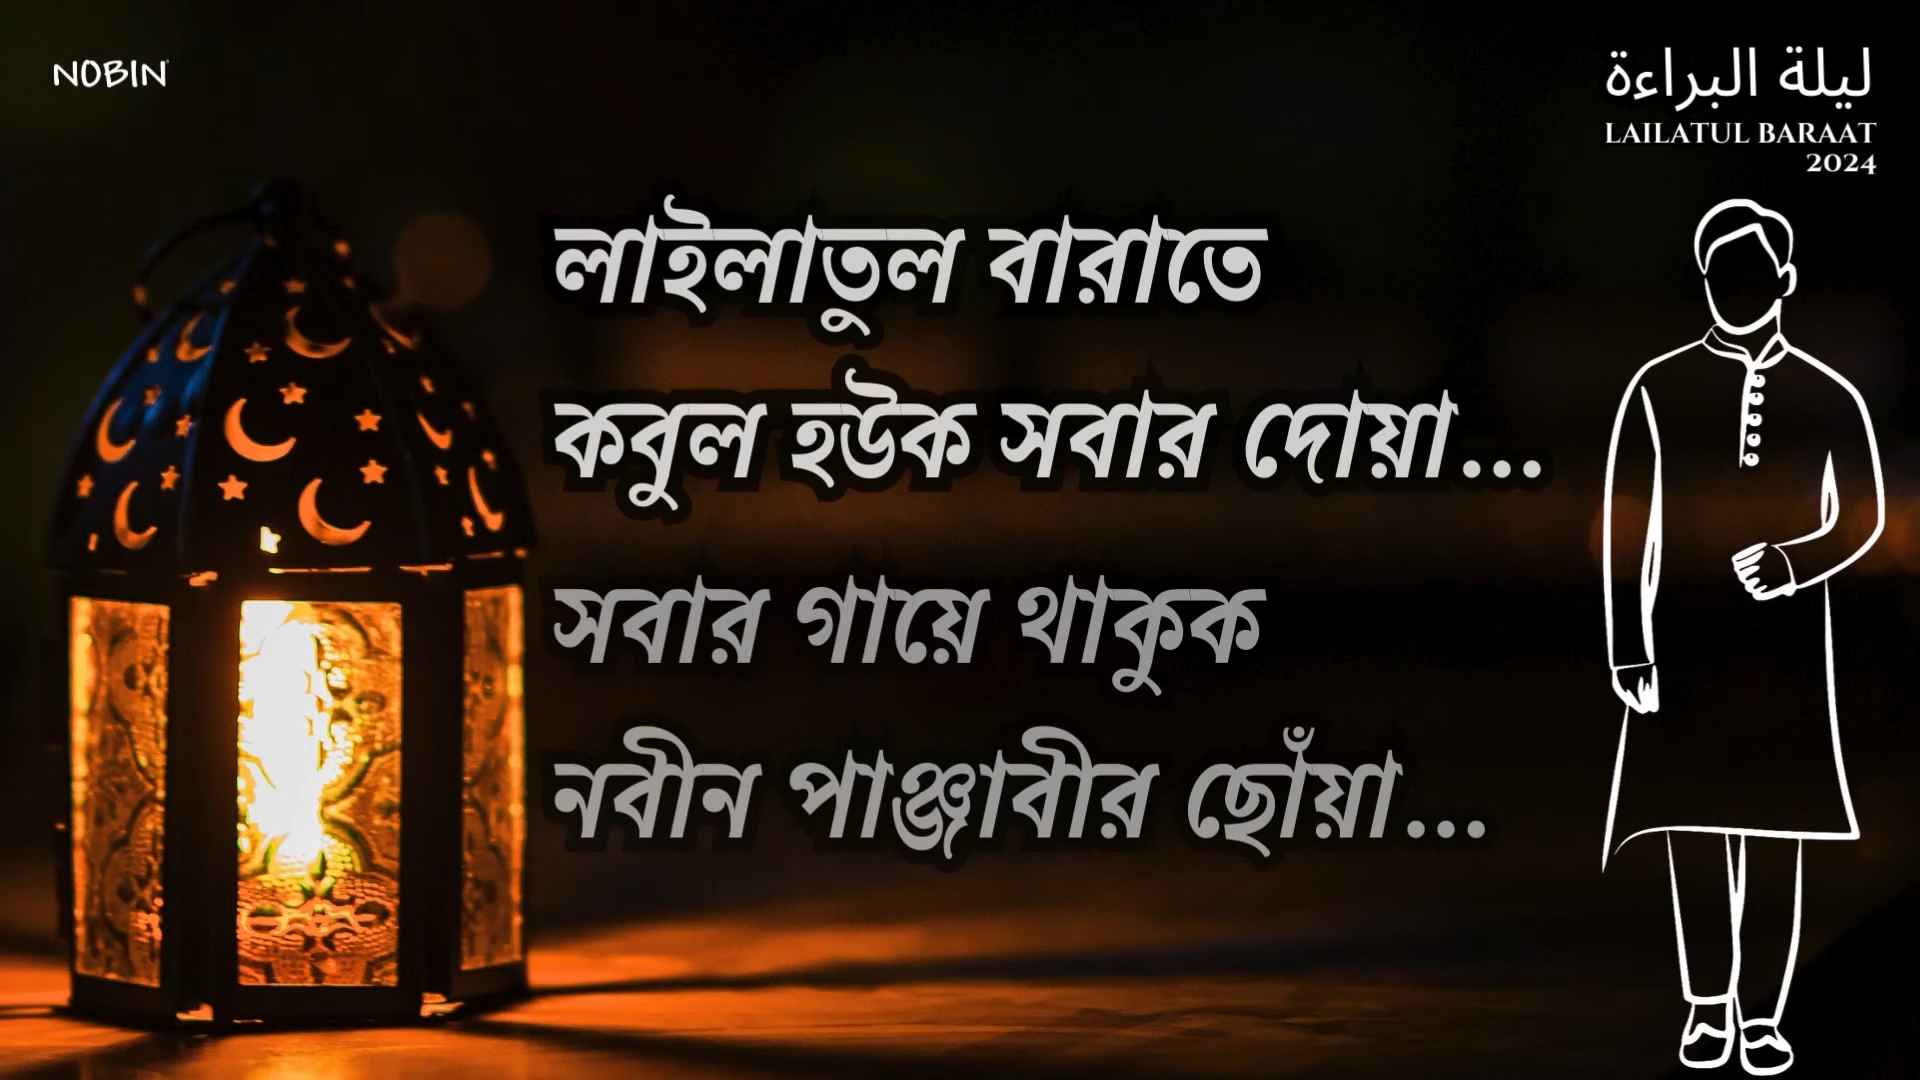 NOBIN
ليلة البراءة
LAILATUL BARAAT
2024
লাইলাতুল বারাতে
কবুল হউক সবার দোয়া...
সবার গায়ে থাকুক
নবীন পাঞ্জাবীর ছোঁয়া...